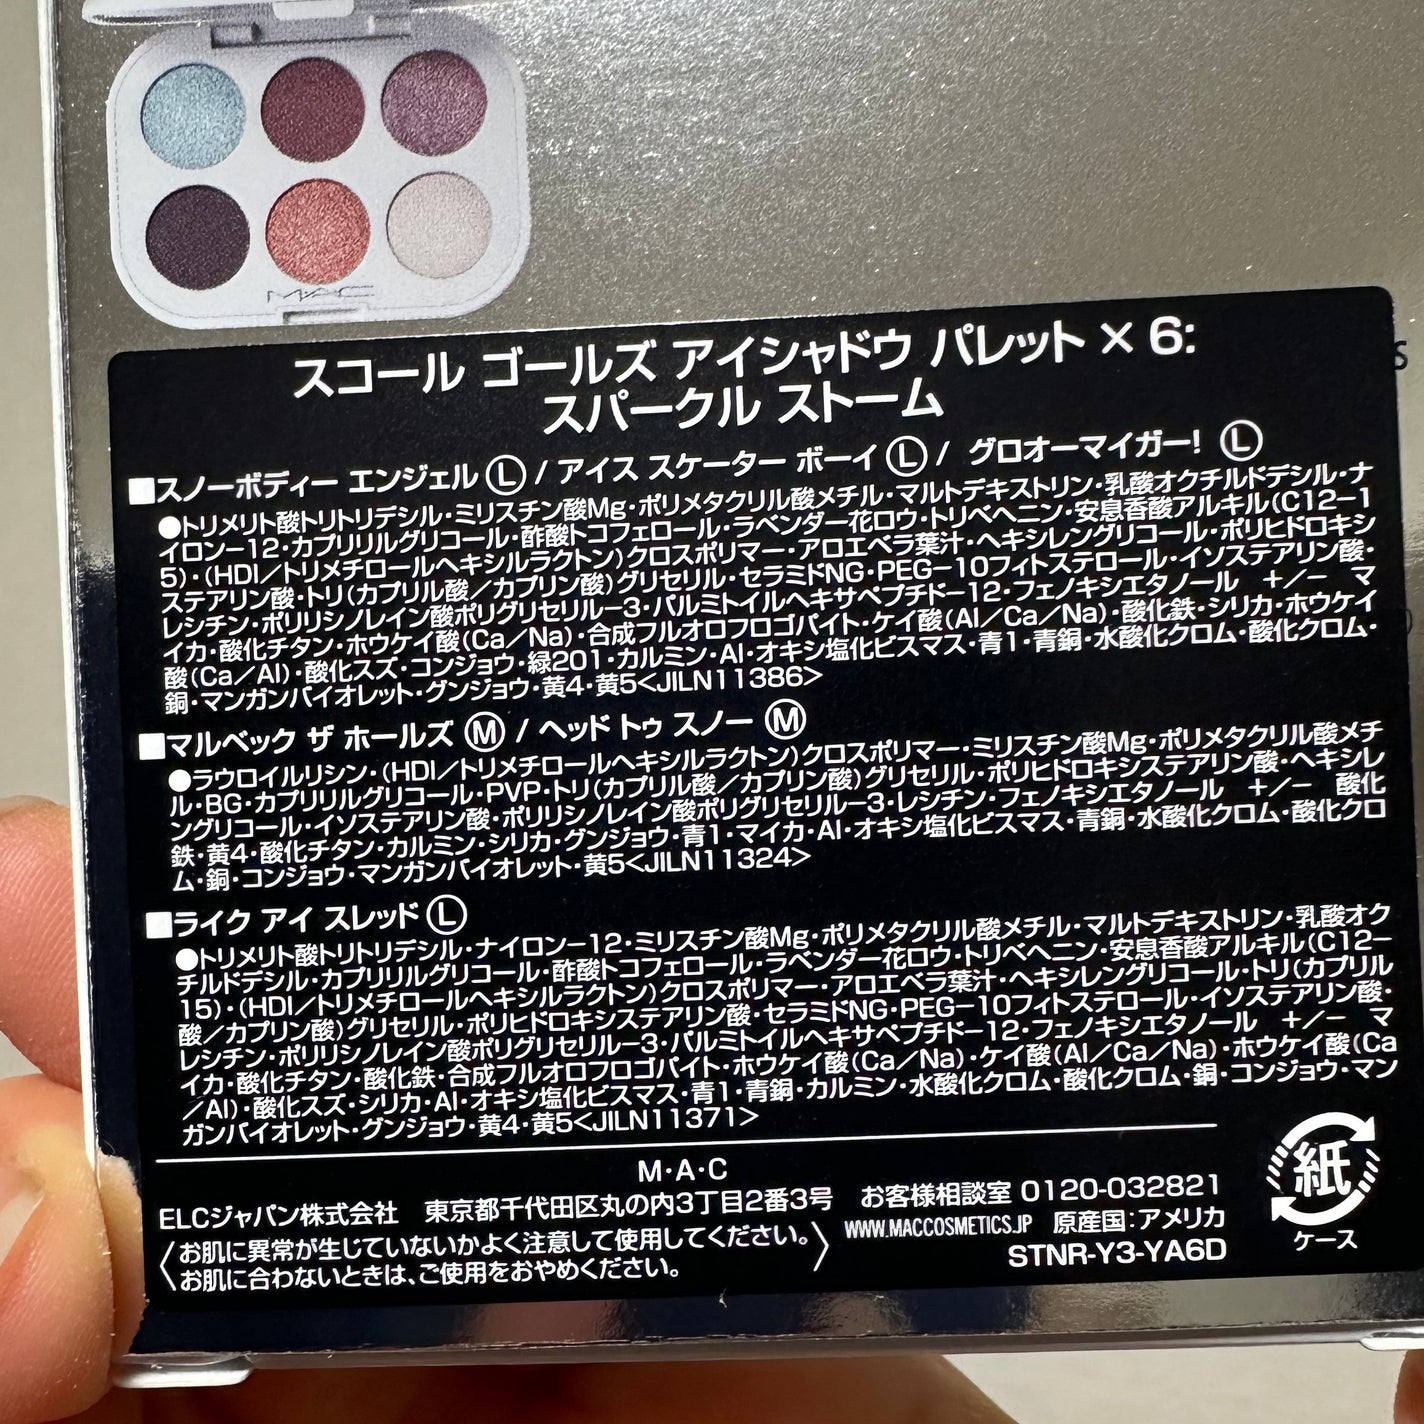 MAC
スコール ゴールズ アイシャドウ パレット × 6:
スパークル ストーム
■スノーボディー エンジェル Ⓛ / アイス スケーター ボーイ Ⓛ / グロオーマイガー! Ⓛ
●トリメリト酸トリトリデシル・ミリスチン酸Mg・ポリメタクリル酸メチル・マルトデキストリン・乳酸オクチルドデシル・ナ
イロン-12・カプリリルグリコール・酢酸トコフェロール・ラベンダー花ロウ・トリベヘニン・安息香酸アルキル(C12-1
5)・(HDI/トリメチロールヘキシルラクトン)クロスポリマー・アロエベラ葉汁・ヘキシレングリコール・ポリヒドロキシ
ステアリン酸・トリ(カプリル酸/カプリン酸)グリセリル・セラミドNG・PEG-10フィトステロール・イソステアリン酸・
レシチン・ポリリシノレイン酸ポリグリセリル-3・パルミトイルヘキサペプチド-12・フェノキシエタノール +/- マ
イカ・酸化チタン・ホウケイ酸(Ca/Na)・合成フルオロフロゴパイト・ケイ酸(Al/Ca/Na)・酸化鉄・シリカ・ホウケイ
酸(Ca/Al)・酸化スズ・コンジョウ・緑201・カルミン・Al・オキシ塩化ビスマス・青1・青銅・水酸化クロム・酸化クロム・
銅・マンガンバイオレット・グンジョウ・黄4・黄5<JILN11386>
■マルベック ザ ホールズ Ⓜ / ヘッド トゥ スノー Ⓜ
●ラウロイルリシン・(HDI/トリメチロールヘキシルラクトン)クロスポリマー・ミリスチン酸Mg・ポリメタクリル酸メチ
ル・BG・カプリリルグリコール・PVP・トリ(カプリル酸/カプリン酸)グリセリル・ポリヒドロキシステアリン酸・ヘキシレ
ングリコール・イソステアリン酸・ポリリシノレイン酸ポリグリセリル-3・レシチン・フェノキシエタノール +/- 酸化
鉄・黄4・酸化チタン・カルミン・シリカ・グンジョウ・青1・マイカ・Al・オキシ塩化ビスマス・青銅・水酸化クロム・酸化クロ
ム・銅・コンジョウ・マンガンバイオレット・黄5<JILN11324>
■ライク アイ スレッド Ⓛ
●トリメリト酸トリトリデシル・ナイロン-12・ミリスチン酸Mg・ポリメタクリル酸メチル・マルトデキストリン・乳酸オク
チルドデシル・カプリリルグリコール・酢酸トコフェロール・ラベンダー花ロウ・トリベヘニン・安息香酸アルキル(C12-
15)・(HDI/トリメチロールヘキシルラクトン)クロスポリマー・アロエベラ葉汁・ヘキシレングリコール・トリ(カプリル
酸/カプリン酸)グリセリル・ポリヒドロキシステアリン酸・セラミドNG・PEG-10フィトステロール・イソステアリン酸・
レシチン・ポリリシノレイン酸ポリグリセリル-3・パルミトイルヘキサペプチド-12・フェノキシエタノール +/- マ
イカ・酸化チタン・酸化鉄・合成フルオロフロゴパイト・ホウケイ酸(Ca/Na)・ケイ酸(Al/Ca/Na)・ホウケイ酸(Ca
/Al)・酸化スズ・シリカ・Al・オキシ塩化ビスマス・青1・青銅・カルミン・水酸化クロム・酸化クロム・銅・コンジョウ・マン
ガンバイオレット・グンジョウ・黄4・黄5<JILN11371>
M・A・C
ELCジャパン株式会社 東京都千代田区丸の内3丁目2番3号 お客様相談室 0120-032821
〈お肌に異常が生じていないかよく注意して使用してください。
お肌に合わないときは、ご使用をおやめください。〉
WWW.MACCOSMETICS.JP 原産国:アメリカ
STNR-Y3-YA6D
紙
ケース